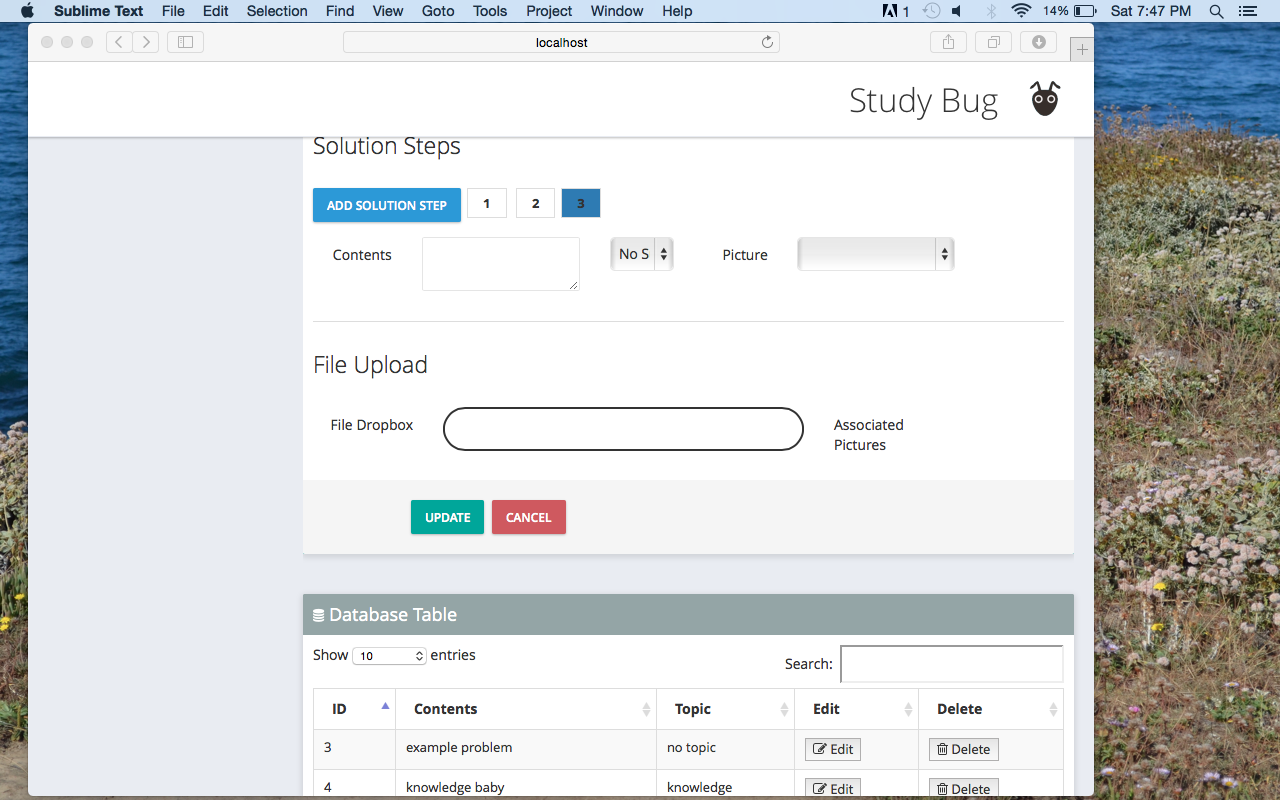 Sublime Text File Edit Selection Find View Goto Tools Project Window Help 1 14% Sat 7:47 PM
localhost
Study Bug
Solution Steps
ADD SOLUTION STEP 1 2 3
Contents No S Picture
File Upload
File Dropbox Associated
Pictures
UPDATE CANCEL
Database Table
Show 10 entries
Search:
ID Contents Topic Edit Delete
3 example problem no topic Edit Delete
4 knowledge baby knowledge Edit Delete